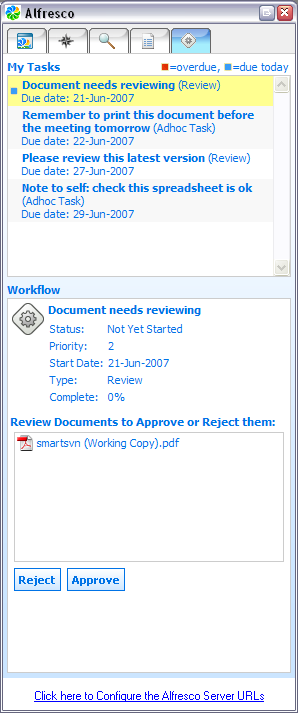 Alfresco
My Tasks
=overdue, =due today
Document needs reviewing (Review)
Due date: 21-Jun-2007
Remember to print this document before
the meeting tomorrow (Adhoc Task)
Due date: 22-Jun-2007
Please review this latest version (Review)
Due date: 27-Jun-2007
Note to self: check this spreadsheet is ok
(Adhoc Task)
Due date: 29-Jun-2007
Workflow
Document needs reviewing
Status: Not Yet Started
Priority: 2
Start Date: 21-Jun-2007
Type: Review
Complete: 0%
Review Documents to Approve or Reject them:
smartsvn (Working Copy).pdf
Reject Approve
Click here to Configure the Alfresco Server URLs